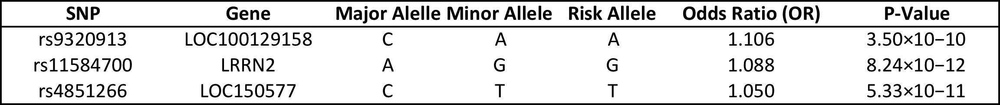 SNP Gene Major Alelle Minor Allele Risk Allele Odds Ratio (OR) P-Value
rs9320913 LOC100129158 C A A 1.106 3.50×10−10
rs11584700 LRRN2 A G G 1.088 8.24×10−12
rs4851266 LOC150577 C T T 1.050 5.33×10−11